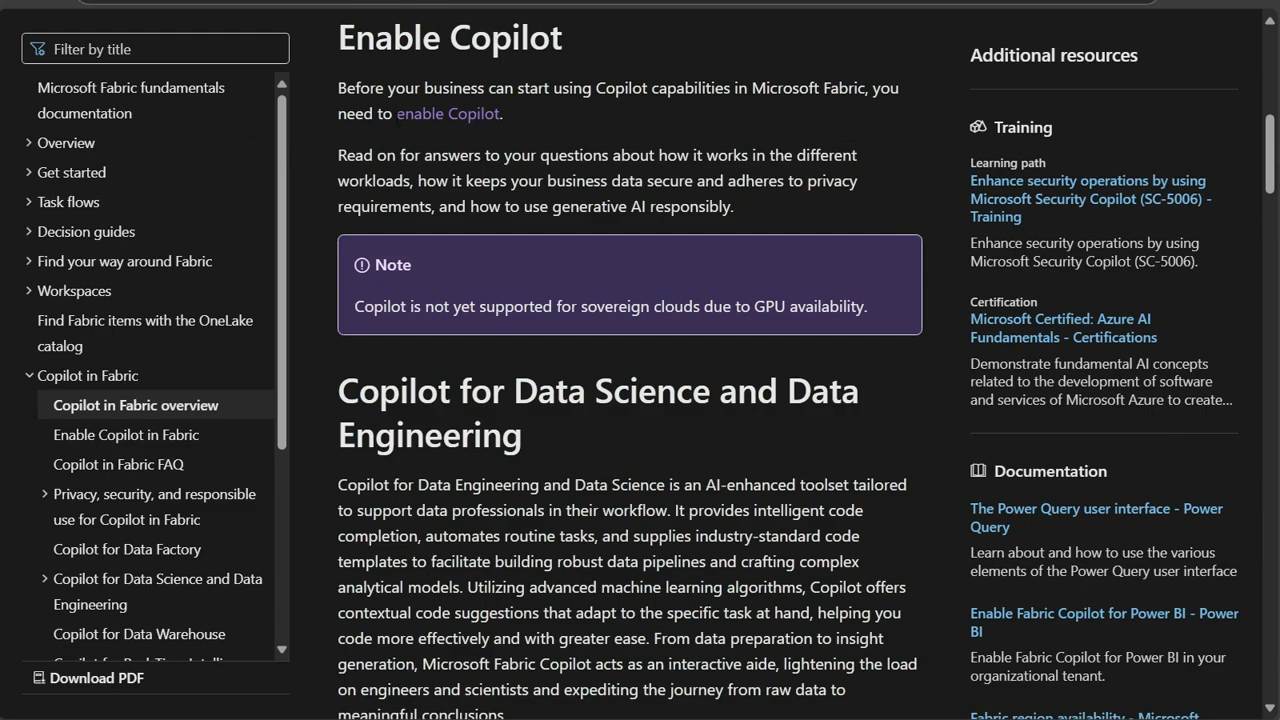 Filter by title
Microsoft Fabric fundamentals
documentation
Overview
Get started
Task flows
Decision guides
Find your way around Fabric
Workspaces
Find Fabric items with the OneLake
catalog
Copilot in Fabric
Copilot in Fabric overview
Enable Copilot in Fabric
Copilot in Fabric FAQ
Privacy, security, and responsible
use for Copilot in Fabric
Copilot for Data Factory
Copilot for Data Science and Data
Engineering
Copilot for Data Warehouse
Download PDF
Enable Copilot
Before your business can start using Copilot capabilities in Microsoft Fabric, you
need to enable Copilot.
Read on for answers to your questions about how it works in the different
workloads, how it keeps your business data secure and adheres to privacy
requirements, and how to use generative AI responsibly.
Note
Copilot is not yet supported for sovereign clouds due to GPU availability.
Copilot for Data Science and Data
Engineering
Copilot for Data Engineering and Data Science is an AI-enhanced toolset tailored
to support data professionals in their workflow. It provides intelligent code
completion, automates routine tasks, and supplies industry-standard code
templates to facilitate building robust data pipelines and crafting complex
analytical models. Utilizing advanced machine learning algorithms, Copilot offers
contextual code suggestions that adapt to the specific task at hand, helping you
code more effectively and with greater ease. From data preparation to insight
generation, Microsoft Fabric Copilot acts as an interactive aide, lightening the load
on engineers and scientists and expediting the journey from raw data to
meaningful conclusions.
Additional resources
Training
Learning path
Enhance security operations by using
Microsoft Security Copilot (SC-5006) -
Training
Enhance security operations by using
Microsoft Security Copilot (SC-5006).
Certification
Microsoft Certified: Azure AI
Fundamentals - Certifications
Demonstrate fundamental AI concepts
related to the development of software
and services of Microsoft Azure to create...
Documentation
The Power Query user interface - Power
Query
Learn about and how to use the various
elements of the Power Query user interface
Enable Fabric Copilot for Power BI - Power
BI
Enable Fabric Copilot for Power BI in your
organizational tenant.
Fabric region availability - Microsoft